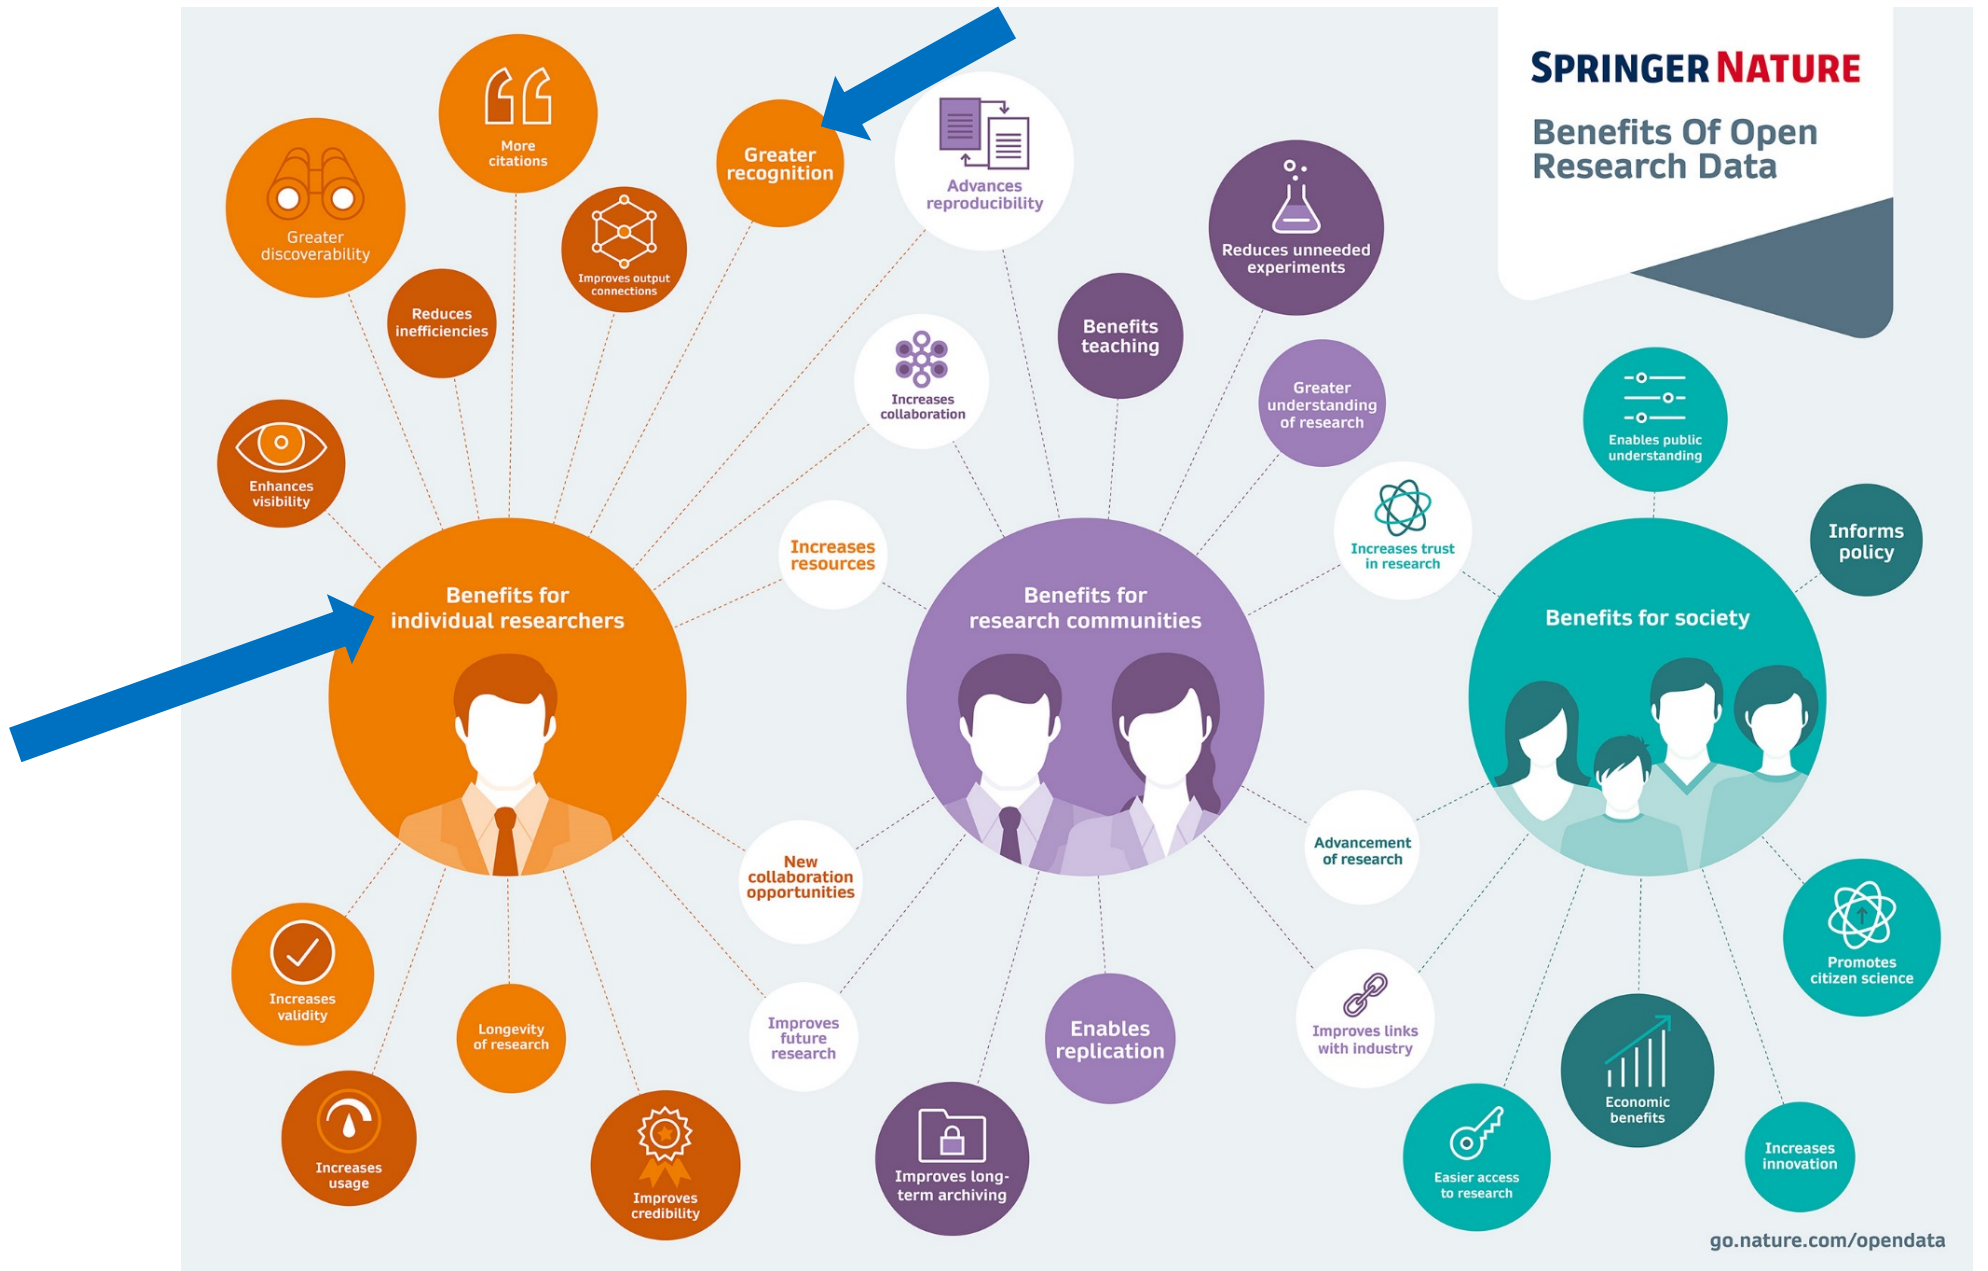 SPRINGER NATURE
Benefits Of Open
Research Data
More
citations
Greater
recognition
Advances
reproducibility
Greater
discoverability
Improves output
connections
Reduces
inefficiencies
Reduces unneeded
experiments
Benefits
teaching
Increases
collaboration
Greater
understanding
of research
Enables public
understanding
Enhances
visibility
Increases
resources
Increases trust
in research
Informs
policy
Benefits for
individual researchers
Benefits for
research communities
Benefits for society
New
collaboration
opportunities
Advancement
of research
Increases
validity
Longevity
of research
Improves
future
research
Enables
replication
Improves links
with industry
Promotes
citizen science
Increases
usage
Improves
credibility
Improves long-
term archiving
Easier access
to research
Economic
benefits
Increases
innovation
go.nature.com/opendata